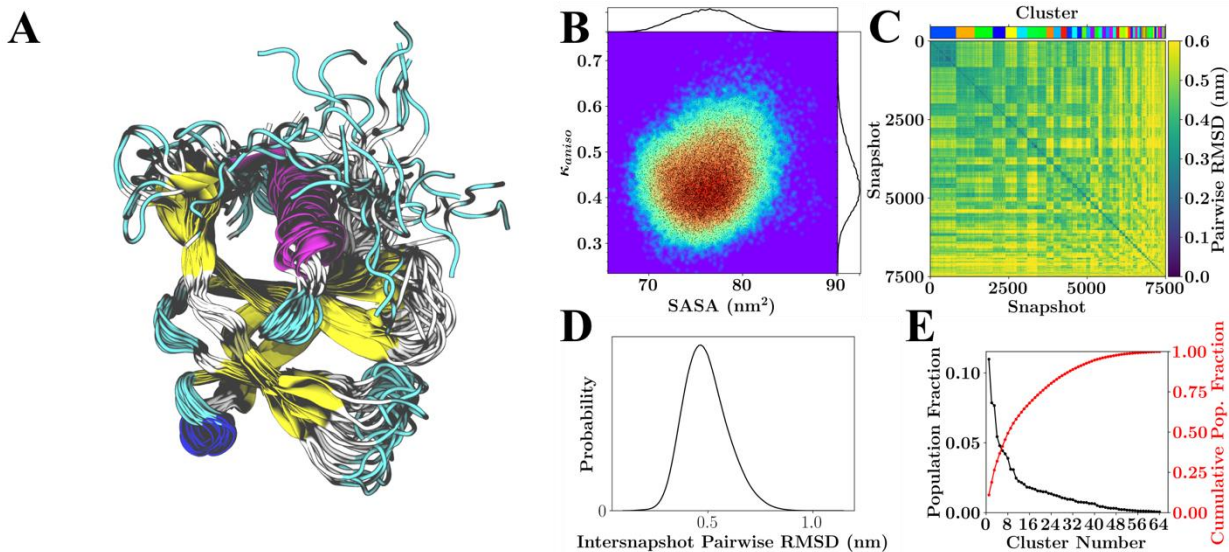 A
B
0.7
0.6
0.5
0.4
0.3
κaniso
70 80 90
SASA (nm²)
C
Cluster
0
2500
5000
7500
Snapshot
0 2500 5000 7500
Snapshot
0.6
0.5
0.4
0.3
0.2
0.1
0.0
Pairwise RMSD (nm)
D
Probability
0
0.5 1.0
Intersnapshot Pairwise RMSD (nm)
E
0.10
0.05
0.00
Population Fraction
0 8 16 24 32 40 48 56 64
Cluster Number
1.00
0.75
0.50
0.25
0.00
Cumulative Pop. Fraction